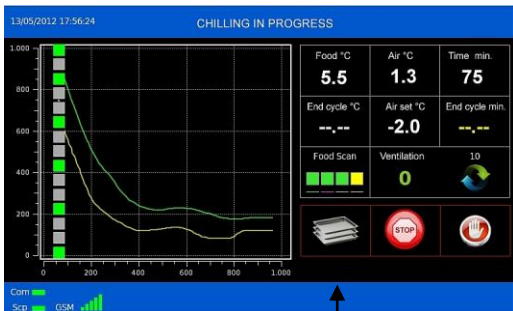 13/05/2012 17:56:24
CHILLING IN PROGRESS
Food °C
Air °C
Time min.
5.5
1.3
75
End cycle °C
Air set °C
End cycle min.
--.--
-2.0
--.--
Food Scan
Ventilation
10
0
STOP
1.000
800
600
400
200
0
0
200
400
600
800
1.000
Com
Scp
GSM